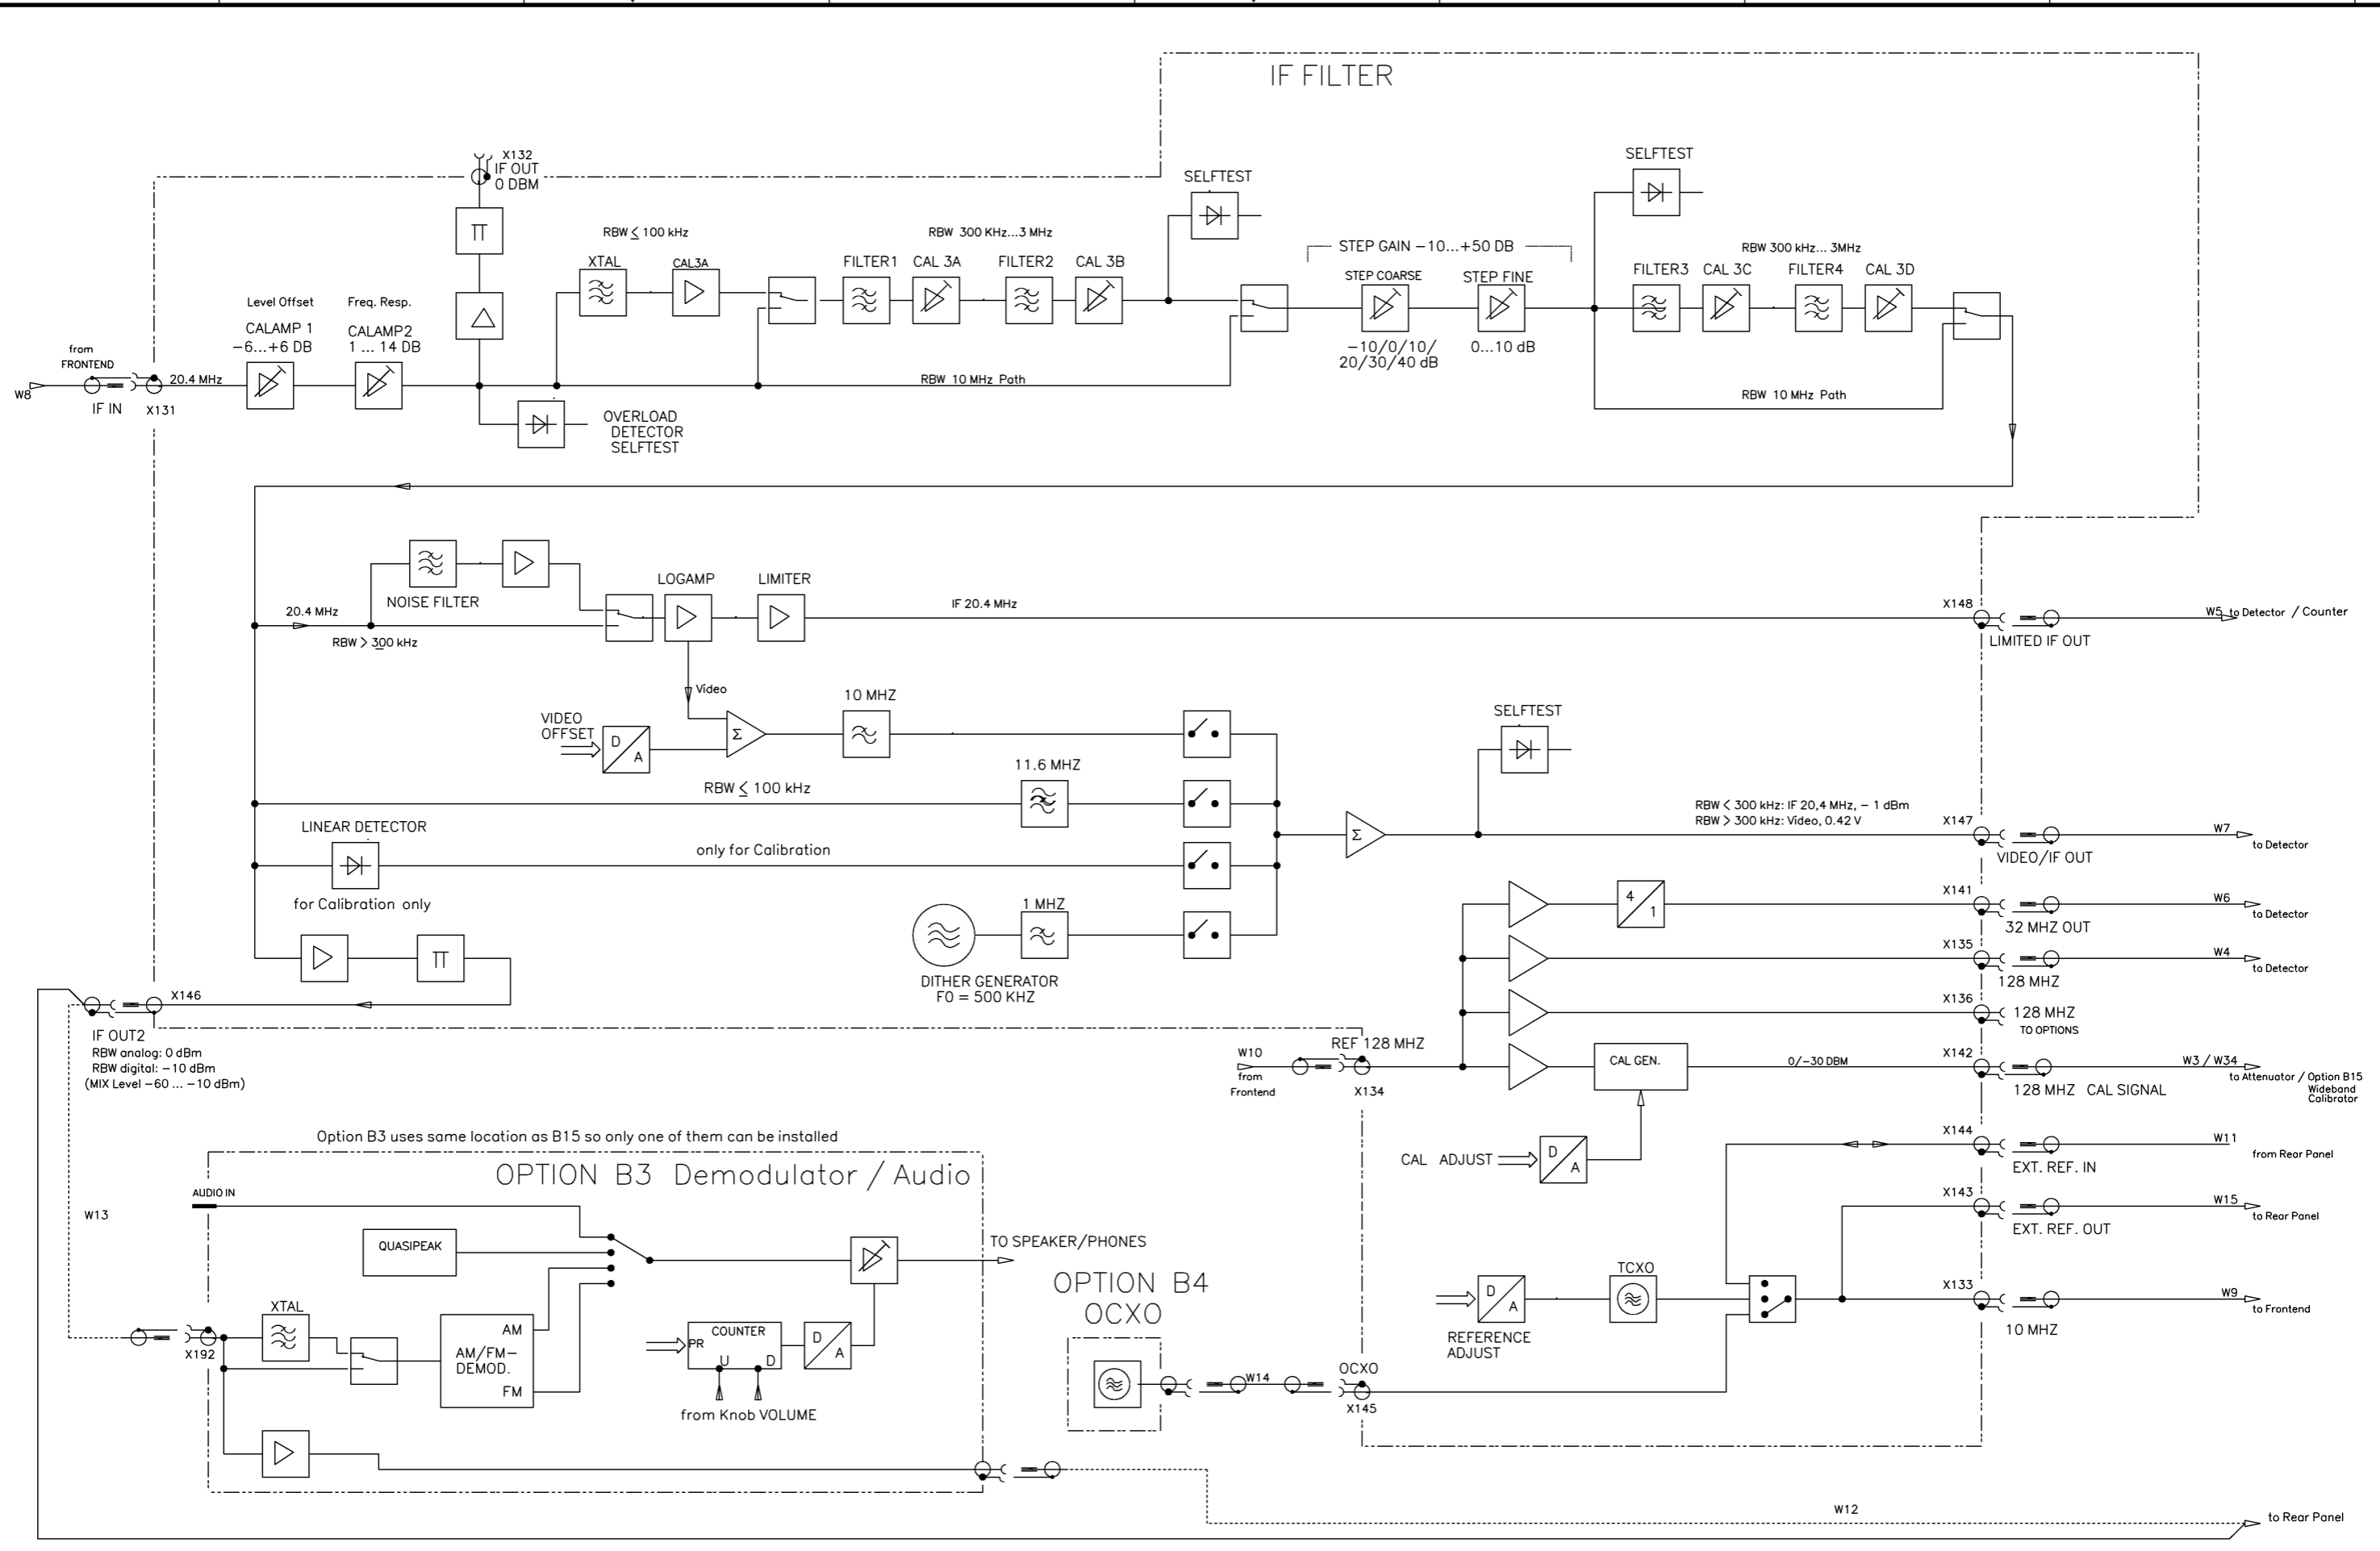 IF FILTER
X132
IF OUT
0 DBM
SELFTEST
SELFTEST
RBW ≤ 100 kHz
RBW 300 KHz...3 MHz
STEP GAIN −10...+50 DB
RBW 300 kHz... 3MHz
XTAL
CAL3A
FILTER1
CAL 3A
FILTER2
CAL 3B
STEP COARSE
STEP FINE
FILTER3
CAL 3C
FILTER4
CAL 3D
π
Level Offset
Freq. Resp.
CALAMP 1
−6...+6 DB
CALAMP2
1 ... 14 DB
−10/0/10/
20/30/40 dB
0...10 dB
from
FRONTEND
W8
IF IN
X131
20.4 MHz
RBW 10 MHz Path
RBW 10 MHz Path
OVERLOAD
DETECTOR
SELFTEST
NOISE FILTER
LOGAMP
LIMITER
20.4 MHz
RBW > 300 kHz
IF 20.4 MHz
X148
W5 to Detector / Counter
LIMITED IF OUT
Video
VIDEO
OFFSET
D
A
Σ
10 MHZ
SELFTEST
11.6 MHZ
RBW ≤ 100 kHz
RBW < 300 kHz: IF 20,4 MHz, − 1 dBm
RBW > 300 kHz: Video, 0.42 V
Σ
X147
W7
to Detector
VIDEO/IF OUT
LINEAR DETECTOR
only for Calibration
for Calibration only
π
1 MHZ
DITHER GENERATOR
F0 = 500 KHZ
4
1
X141
W6
to Detector
32 MHZ OUT
X135
W4
to Detector
128 MHZ
X136
128 MHZ
TO OPTIONS
X146
IF OUT2
RBW analog: 0 dBm
RBW digital: −10 dBm
(MIX Level −60 ... −10 dBm)
W10
from
Frontend
REF 128 MHZ
X134
CAL GEN.
0/−30 DBM
X142
W3 / W34
to Attenuator / Option B15
Wideband
Calibrator
128 MHZ CAL SIGNAL
CAL ADJUST
D
A
X144
W11
from Rear Panel
EXT. REF. IN
X143
W15
to Rear Panel
EXT. REF. OUT
Option B3 uses same location as B15 so only one of them can be installed
OPTION B3 Demodulator / Audio
AUDIO IN
W13
QUASIPEAK
TO SPEAKER/PHONES
XTAL
X192
AM
AM/FM−
DEMOD.
FM
COUNTER
PR
U
D
D
A
from Knob VOLUME
OPTION B4
OCXO
W14
OCXO
X145
D
A
REFERENCE
ADJUST
TCXO
X133
W9
to Frontend
10 MHZ
W12
to Rear Panel